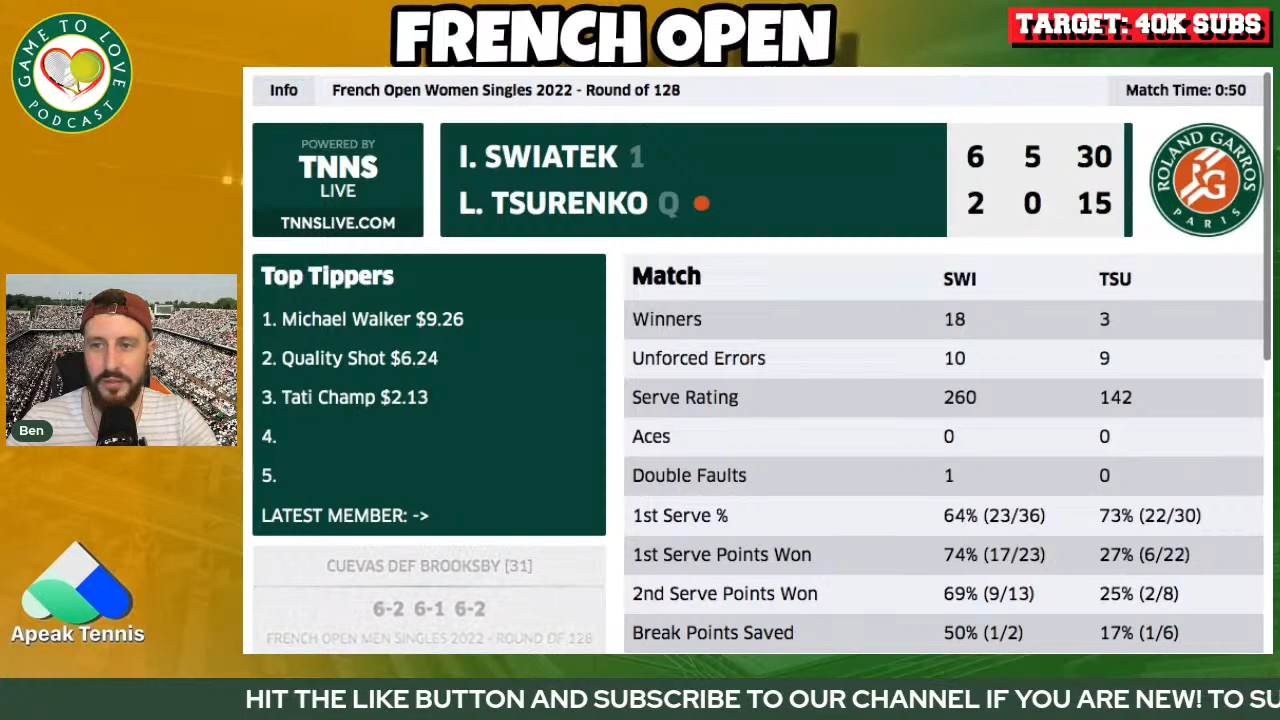 FRENCH OPEN
TARGET: 40K SUBS
GAME TO LOVE
PODCAST
Info French Open Women Singles 2022 - Round of 128 Match Time: 0:50
POWERED BY
TNNS
LIVE
TNNSLIVE.COM
I. SWIATEK 1 6 5 30
L. TSURENKO Q 2 0 15
ROLAND GARROS
RG
PARIS
Top Tippers
1. Michael Walker $9.26
2. Quality Shot $6.24
3. Tati Champ $2.13
4.
5.
LATEST MEMBER: ->
CUEVAS DEF BROOKSBY [31]
6-2 6-1 6-2
FRENCH OPEN MEN SINGLES 2022 - ROUND OF 128
Match SWI TSU
Winners 18 3
Unforced Errors 10 9
Serve Rating 260 142
Aces 0 0
Double Faults 1 0
1st Serve % 64% (23/36) 73% (22/30)
1st Serve Points Won 74% (17/23) 27% (6/22)
2nd Serve Points Won 69% (9/13) 25% (2/8)
Break Points Saved 50% (1/2) 17% (1/6)
Ben
Apeak Tennis
HIT THE LIKE BUTTON AND SUBSCRIBE TO OUR CHANNEL IF YOU ARE NEW! TO SU